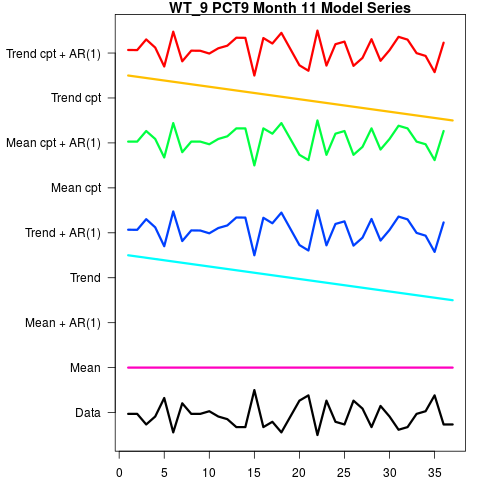 WT_9 PCT9 Month 11 Model Series
Trend cpt + AR(1)
Trend cpt
Mean cpt + AR(1)
Mean cpt
Trend + AR(1)
Trend
Mean + AR(1)
Mean
Data
0 5 10 15 20 25 30 35